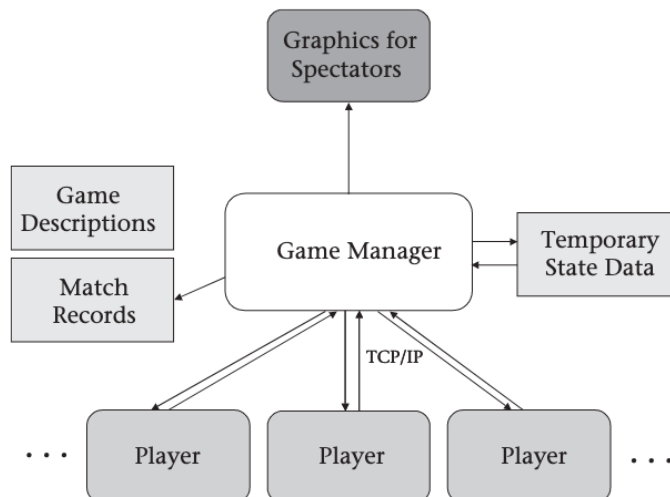 Graphics for
Spectators
Game
Descriptions
Game Manager
Temporary
State Data
Match
Records
TCP/IP
. . .
Player
Player
Player
. . .